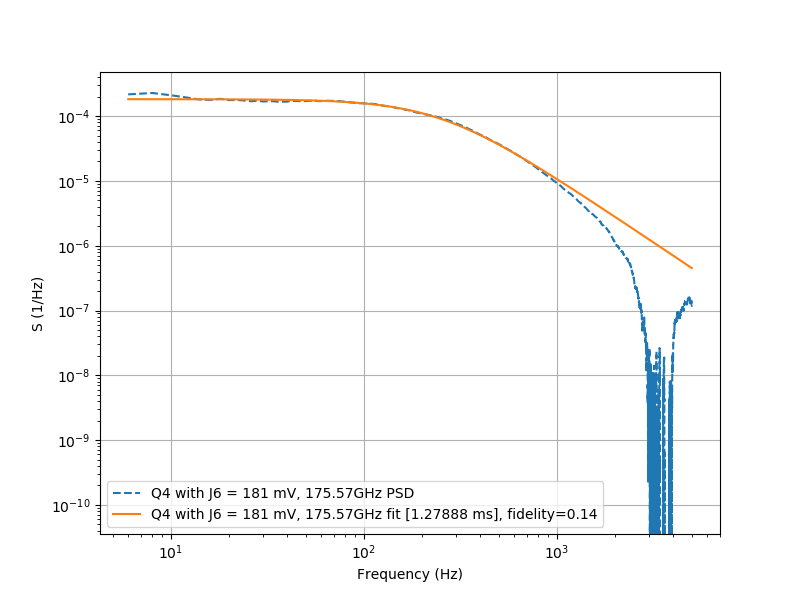 S (1/Hz)
10⁻⁴
10⁻⁵
10⁻⁶
10⁻⁷
10⁻⁸
10⁻⁹
10⁻¹⁰
Q4 with J6 = 181 mV, 175.57GHz PSD
Q4 with J6 = 181 mV, 175.57GHz fit [1.27888 ms], fidelity=0.14
10¹ 10² 10³
Frequency (Hz)